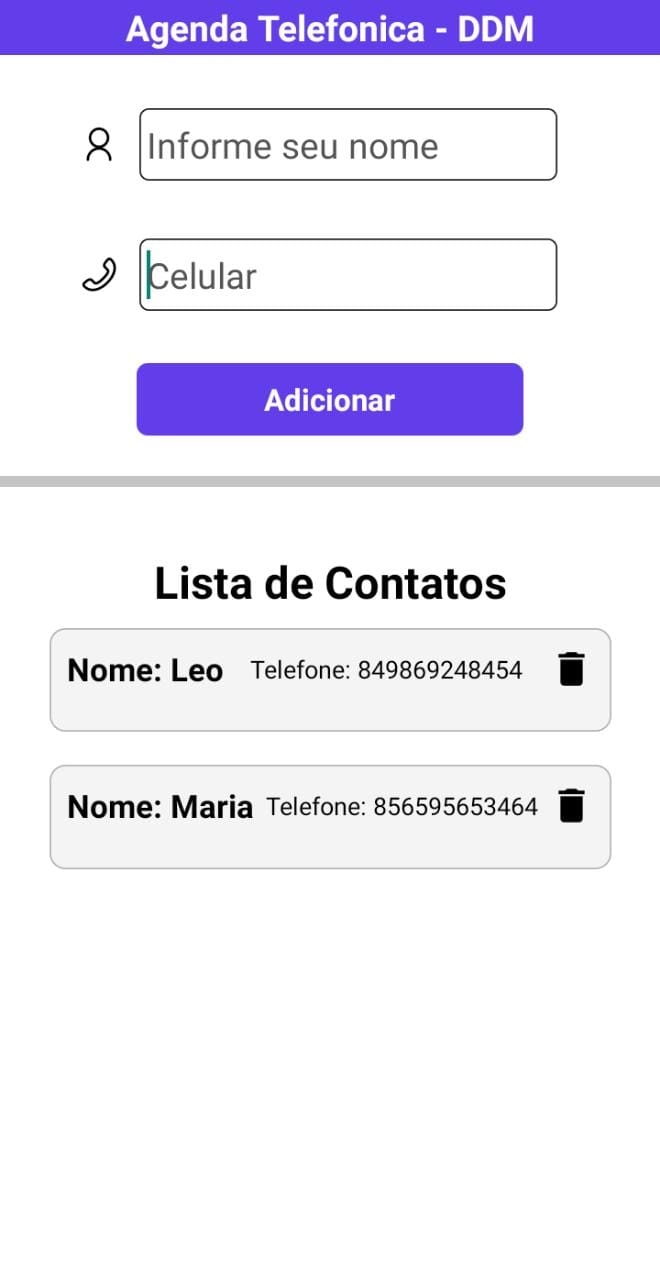 Agenda Telefonica - DDM
Informe seu nome
Celular
Adicionar
Lista de Contatos
Nome: Leo Telefone: 849869248454
Nome: Maria Telefone: 856595653464